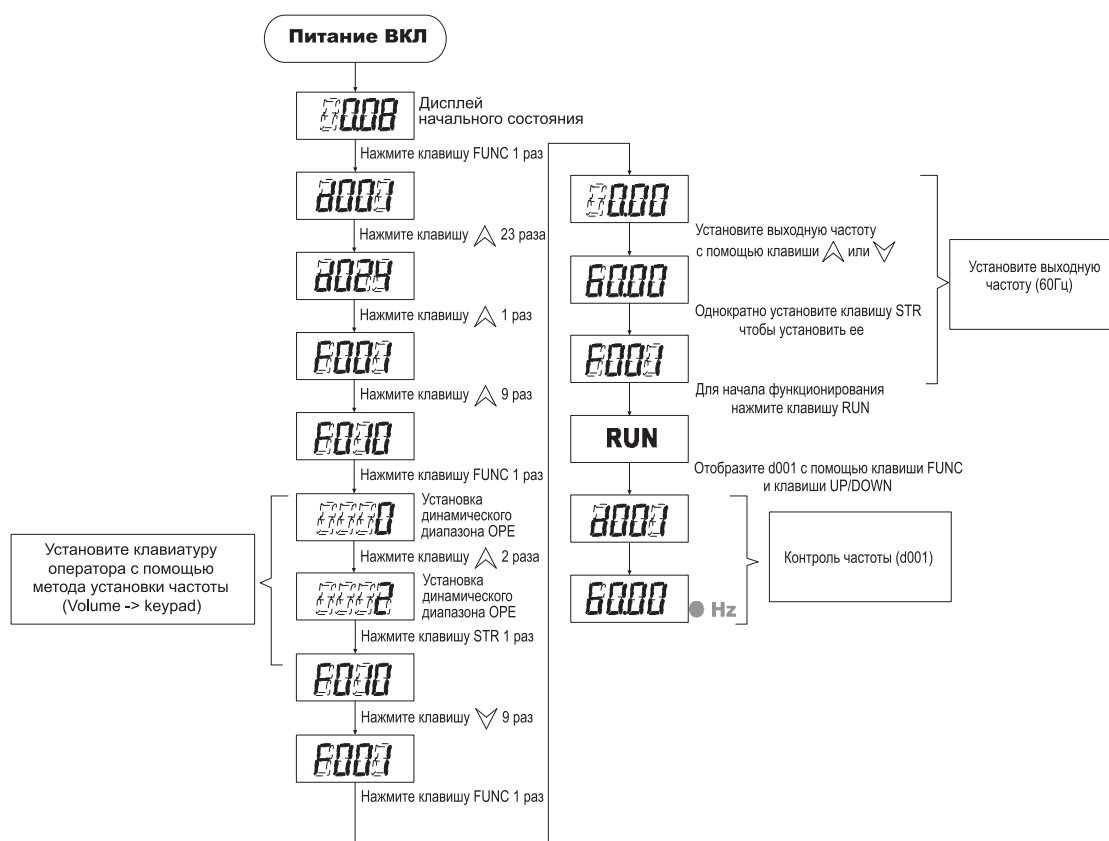 Питание ВКЛ
0.08
Дисплей
начального состояния
Нажмите клавишу FUNC 1 раз
d001
Нажмите клавишу 23 раза
d024
Нажмите клавишу 1 раз
F001
Нажмите клавишу 9 раз
F010
Нажмите клавишу FUNC 1 раз
0
Установка
динамического
диапазона OPE
Нажмите клавишу 2 раза
2
Установка
динамического
диапазона OPE
Нажмите клавишу STR 1 раз
F010
Нажмите клавишу 9 раз
F001
Нажмите клавишу FUNC 1 раз
Установите клавиатуру
оператора с помощью
метода установки частоты
(Volume -> keypad)
0.00
Установите выходную частоту
с помощью клавиши или
60.00
Однократно установите клавишу STR
чтобы установить ее
F001
Для начала функционирования
нажмите клавишу RUN
RUN
Отобразите d001 с помощью клавиши FUNC
и клавиши UP/DOWN
d001
60.00
Hz
Установите выходную
частоту (60Гц)
Контроль частоты (d001)